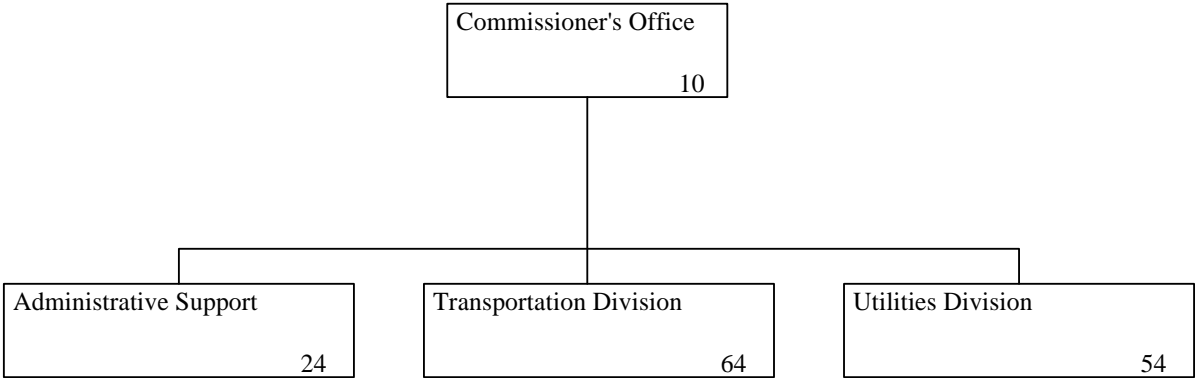 Commissioner's Office
10
Administrative Support
24
Transportation Division
64
Utilities Division
54